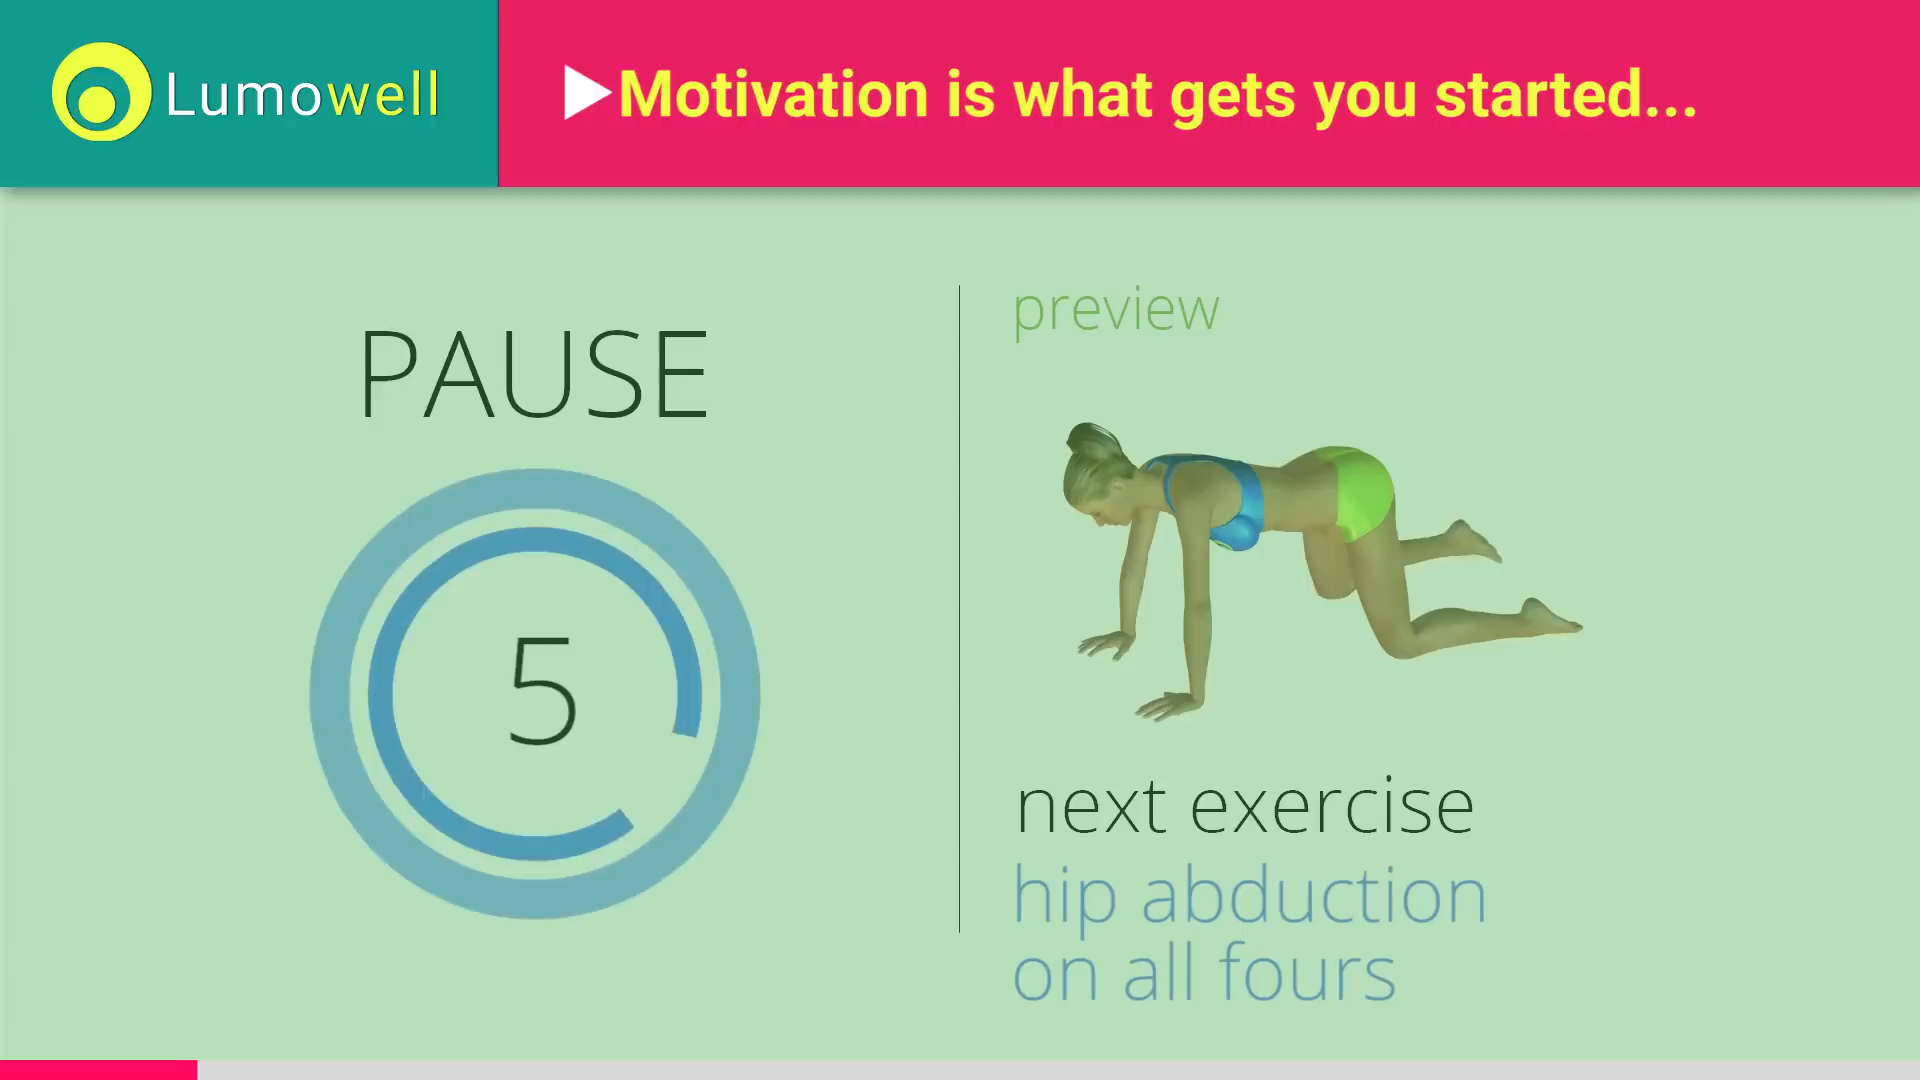 Lumowell
▶Motivation is what gets you started...
PAUSE
5
preview
next exercise
hip abduction
on all fours